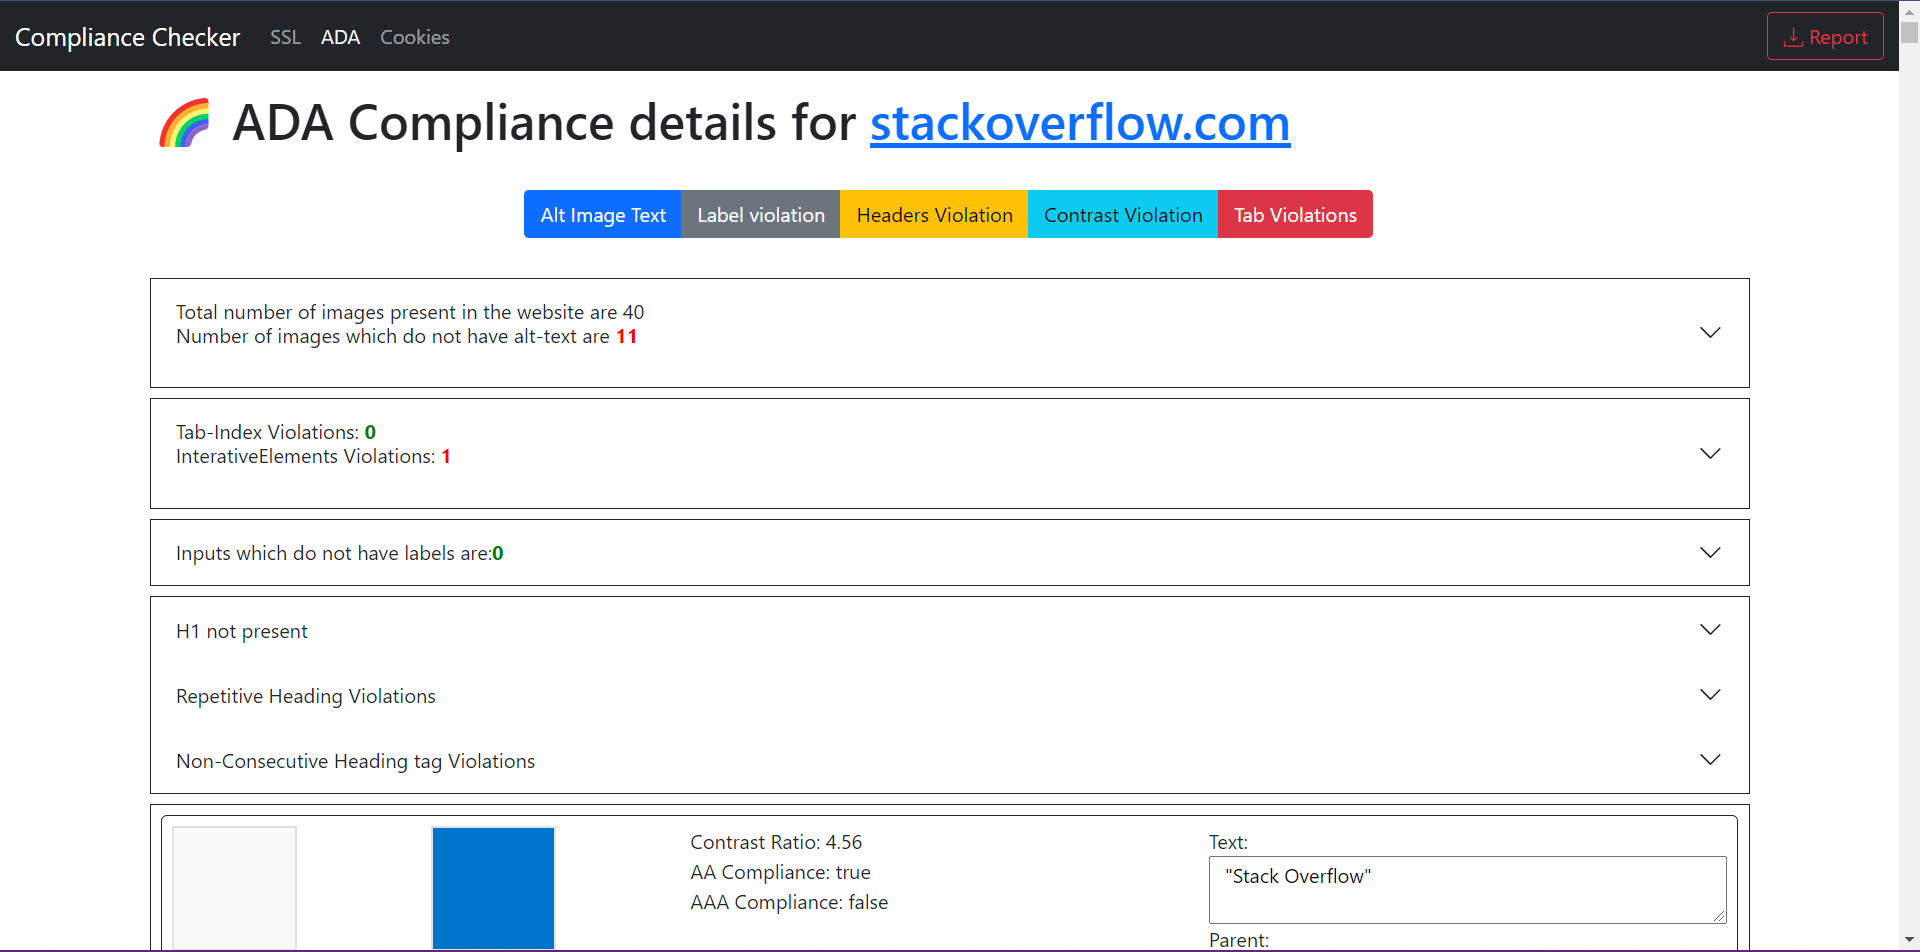 Compliance Checker SSL ADA Cookies Report
ADA Compliance details for stackoverflow.com
Alt Image Text Label violation Headers Violation Contrast Violation Tab Violations
Total number of images present in the website are 40
Number of images which do not have alt-text are 11
Tab-Index Violations: 0
InterativeElements Violations: 1
Inputs which do not have labels are:0
H1 not present
Repetitive Heading Violations
Non-Consecutive Heading tag Violations
Contrast Ratio: 4.56
AA Compliance: true
AAA Compliance: false
Text:
"Stack Overflow"
Parent: